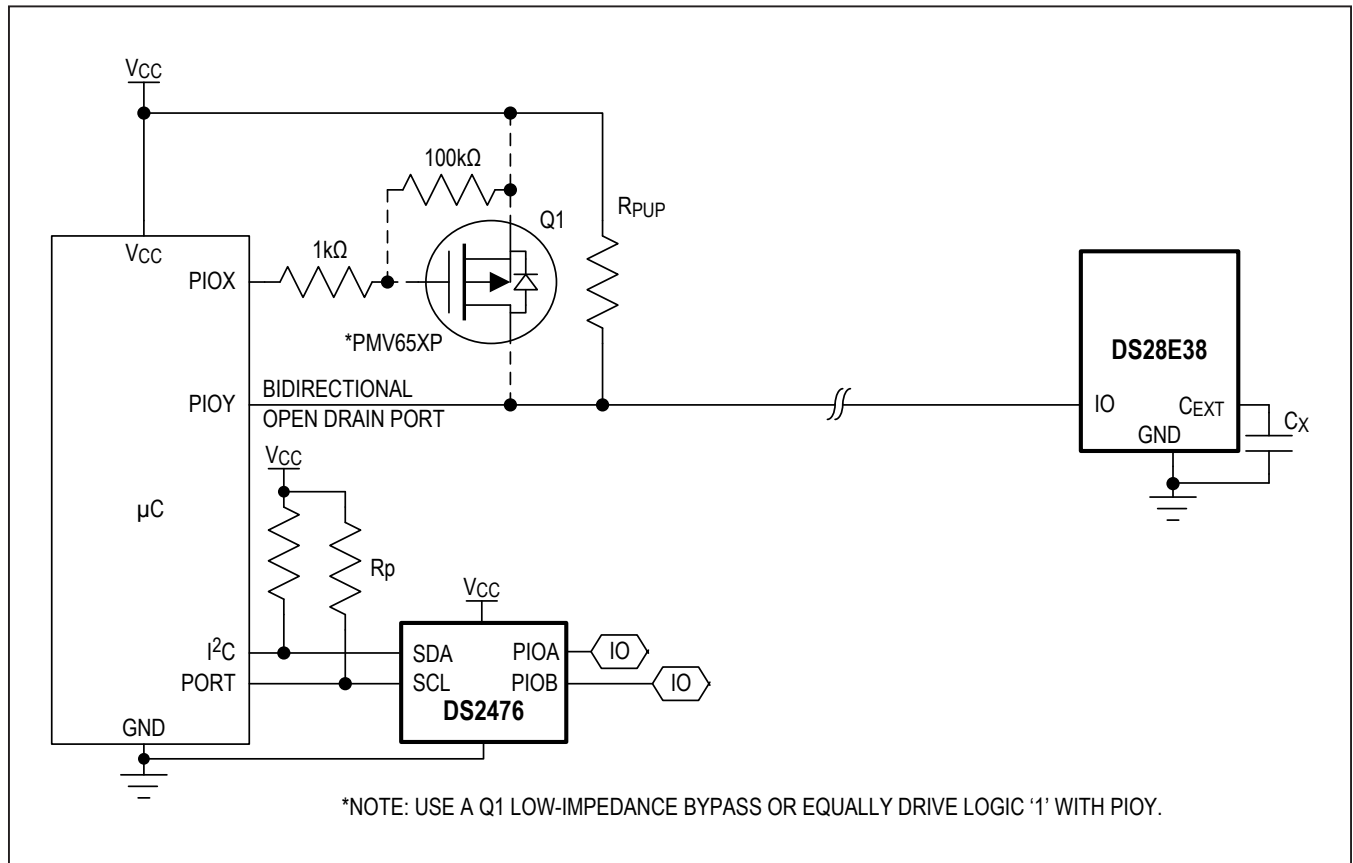 VCC
100kΩ
Q1
RPUP
1kΩ
VCC
PIOX
*PMV65XP
DS28E38
PIOY
BIDIRECTIONAL
OPEN DRAIN PORT
IO
CEXT
CX
GND
VCC
µC
Rp
VCC
I²C
SDA
PIOA
IO
PORT
SCL
PIOB
IO
DS2476
GND
*NOTE: USE A Q1 LOW-IMPEDANCE BYPASS OR EQUALLY DRIVE LOGIC ‘1’ WITH PIOY.